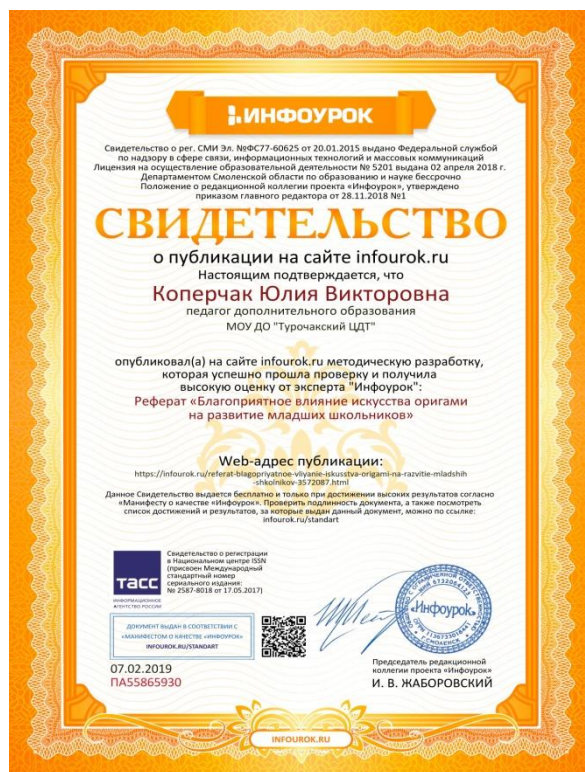 ИНФОУРОК
Свидетельство о рег. СМИ Эл. №ФС77-60625 от 20.01.2015 выдано Федеральной службой
по надзору в сфере связи, информационных технологий и массовых коммуникаций
Лицензия на осуществление образовательной деятельности № 5201 выдана 02 апреля 2018 г.
Департаментом Смоленской области по образованию и науке бессрочно
Положение о редакционной коллегии проекта «Инфоурок», утверждено
приказом главного редактора от 28.11.2018 №1
СВИДЕТЕЛЬСТВО
о публикации на сайте infourok.ru
Настоящим подтверждается, что
Коперчак Юлия Викторовна
педагог дополнительного образования
МОУ ДО "Турочакский ЦДТ"
опубликовал(а) на сайте infourok.ru методическую разработку,
которая успешно прошла проверку и получила
высокую оценку от эксперта "Инфоурок":
Реферат «Благоприятное влияние искусства оригами
на развитие младших школьников»
Web-адрес публикации:
https://infourok.ru/referat-blagopriyatnoe-vliyanie-iskusstva-origami-na-razvitie-mladshih
-shkolnikov-3572087.html
Данное Свидетельство выдается бесплатно и только при достижении высоких результатов согласно
«Манифесту о качестве «Инфоурок». Проверить подлинность документа, а также посмотреть
список достижений и результатов, за которые выдан данный документ, можно по ссылке:
infourok.ru/standart
ТАСС
ИНФОРМАЦИОННОЕ
АГЕНТСТВО РОССИИ
Свидетельство о регистрации
в Национальном центре ISSN
(присвоен Международный
стандартный номер
сериального издания:
№ 2587-8018 от 17.05.2017)
ДОКУМЕНТ ВЫДАН В СООТВЕТСТВИИ С
«МАНИФЕСТОМ О КАЧЕСТВЕ «ИНФОУРОК»
INFOUROK.RU/STANDART
07.02.2019
ПА55865930
«Инфоурок»
Председатель редакционной
коллегии проекта «Инфоурок»
И. В. ЖАБОРОВСКИЙ
INFOUROK.RU